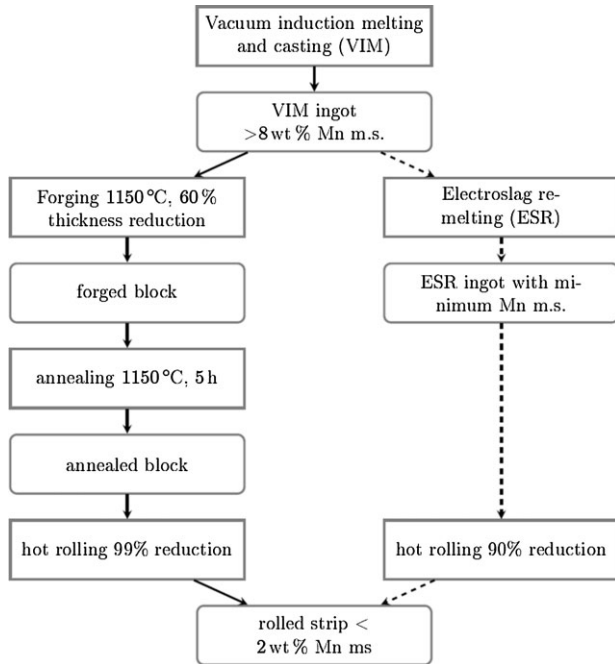 Vacuum induction melting
and casting (VIM)
VIM ingot
>8 wt % Mn m.s.
Forging 1150 °C, 60 %
thickness reduction
forged block
annealing 1150 °C, 5 h
annealed block
hot rolling 99% reduction
Electroslag re-
melting (ESR)
ESR ingot with mi-
nimum Mn m.s.
hot rolling 90% reduction
rolled strip <
2 wt % Mn ms